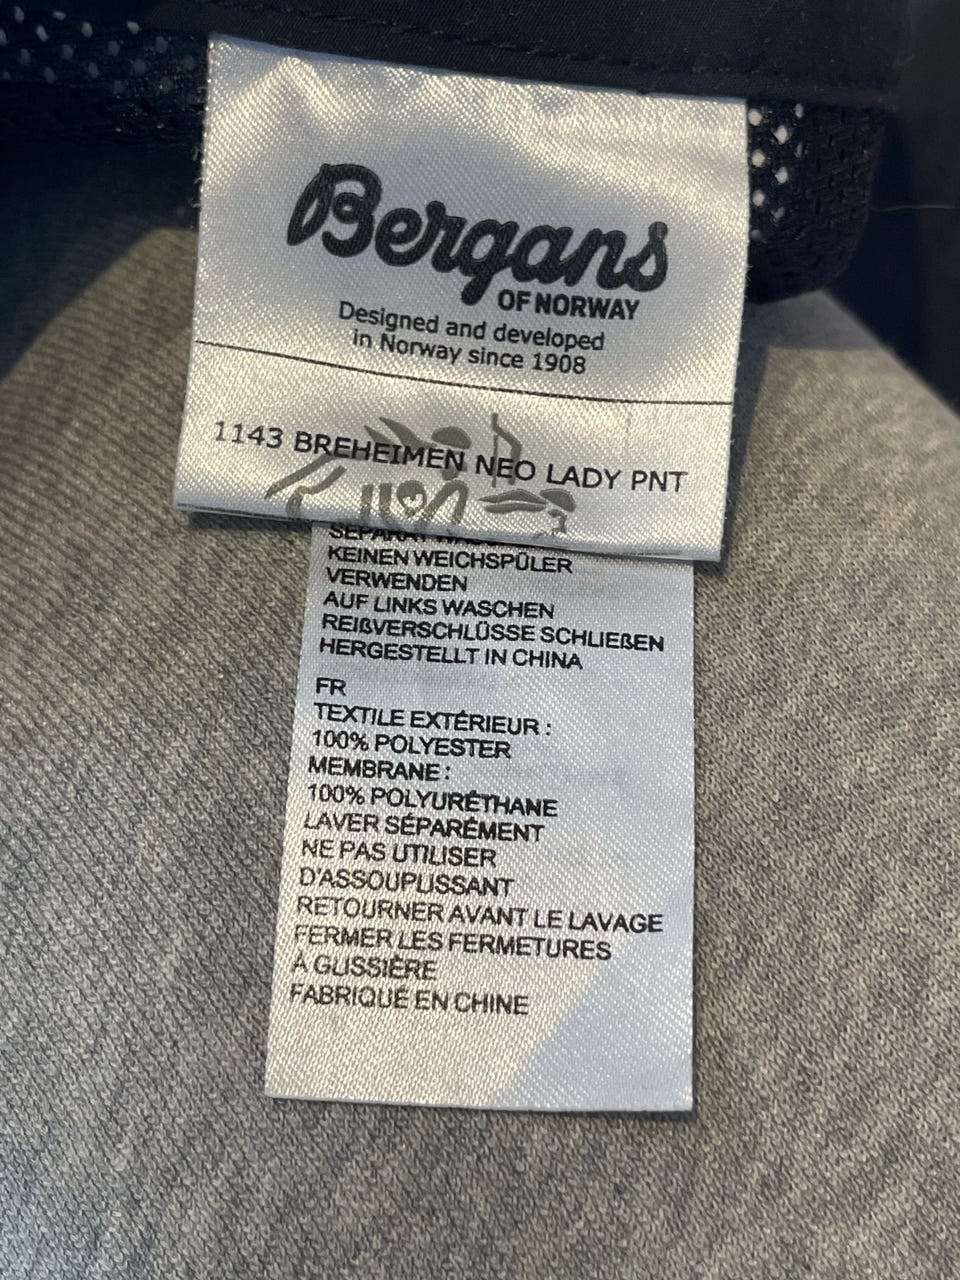 Bergans
OF NORWAY
Designed and developed
in Norway since 1908
1143 BREHEIMEN NEO LADY PNT
SEPARAT
KEINEN WEICHSPÜLER
VERWENDEN
AUF LINKS WASCHEN
REIßVERSCHLÜSSE SCHLIEßEN
HERGESTELLT IN CHINA
FR
TEXTILE EXTÉRIEUR :
100% POLYESTER
MEMBRANE :
100% POLYURÉTHANE
LAVER SÉPARÉMENT
NE PAS UTILISER
D'ASSOUPLISSANT
RETOURNER AVANT LE LAVAGE
FERMER LES FERMETURES
À GLISSIÈRE
FABRIQUÉ EN CHINE